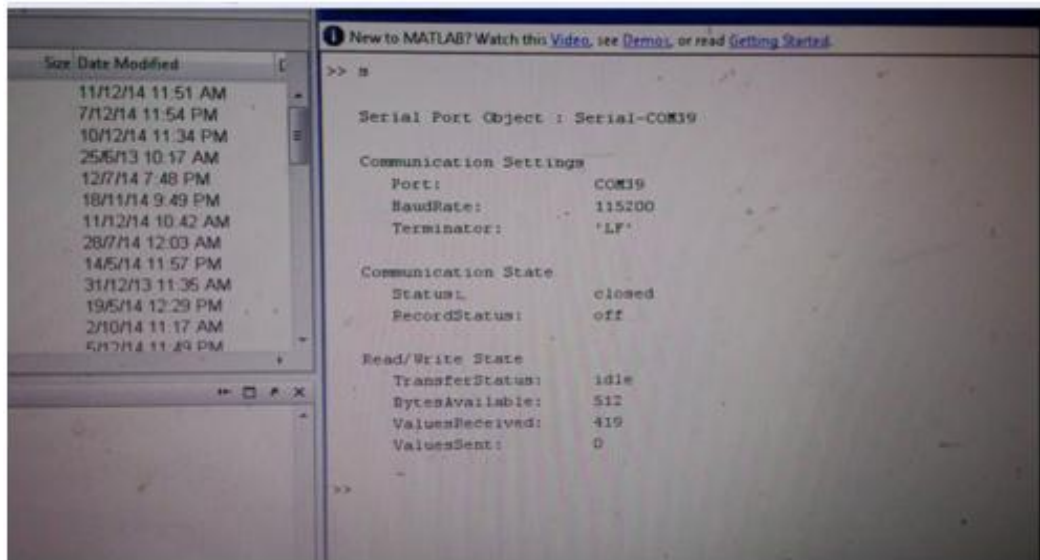 Size Date Modified
11/12/14 11:51 AM
7/12/14 11:54 PM
10/12/14 11:34 PM
25/6/13 10:17 AM
12/7/14 7:48 PM
18/11/14 9:49 PM
11/12/14 10:42 AM
28/7/14 12:03 AM
14/5/14 11:57 PM
31/12/13 11:35 AM
19/5/14 12:29 PM
2/10/14 11:17 AM
5/12/14 11:49 PM
New to MATLAB? Watch this Video, see Demos, or read Getting Started.
>> s
Serial Port Object : Serial-COM39
Communication Settings
Port: COM39
BaudRate: 115200
Terminator: 'LF'
Communication State
Status: closed
RecordStatus: off
Read/Write State
TransferStatus: idle
BytesAvailable: 512
ValuesReceived: 419
ValuesSent: 0
>>